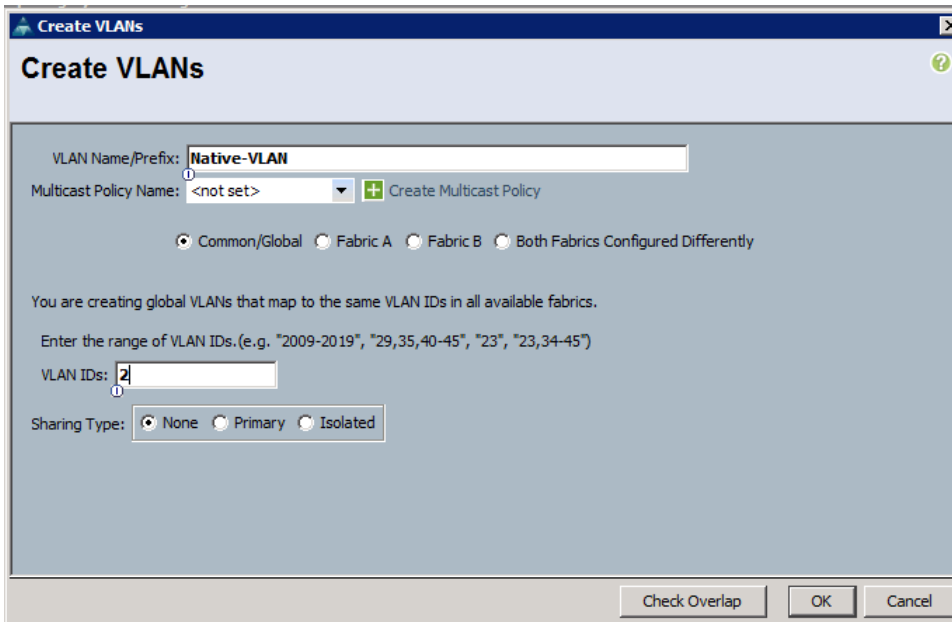 Create VLANs
Create VLANs
VLAN Name/Prefix: Native-VLAN
Multicast Policy Name: <not set> Create Multicast Policy
Common/Global Fabric A Fabric B Both Fabrics Configured Differently
You are creating global VLANs that map to the same VLAN IDs in all available fabrics.
Enter the range of VLAN IDs.(e.g. "2009-2019", "29,35,40-45", "23", "23,34-45")
VLAN IDs: 2
Sharing Type: None Primary Isolated
Check Overlap OK Cancel